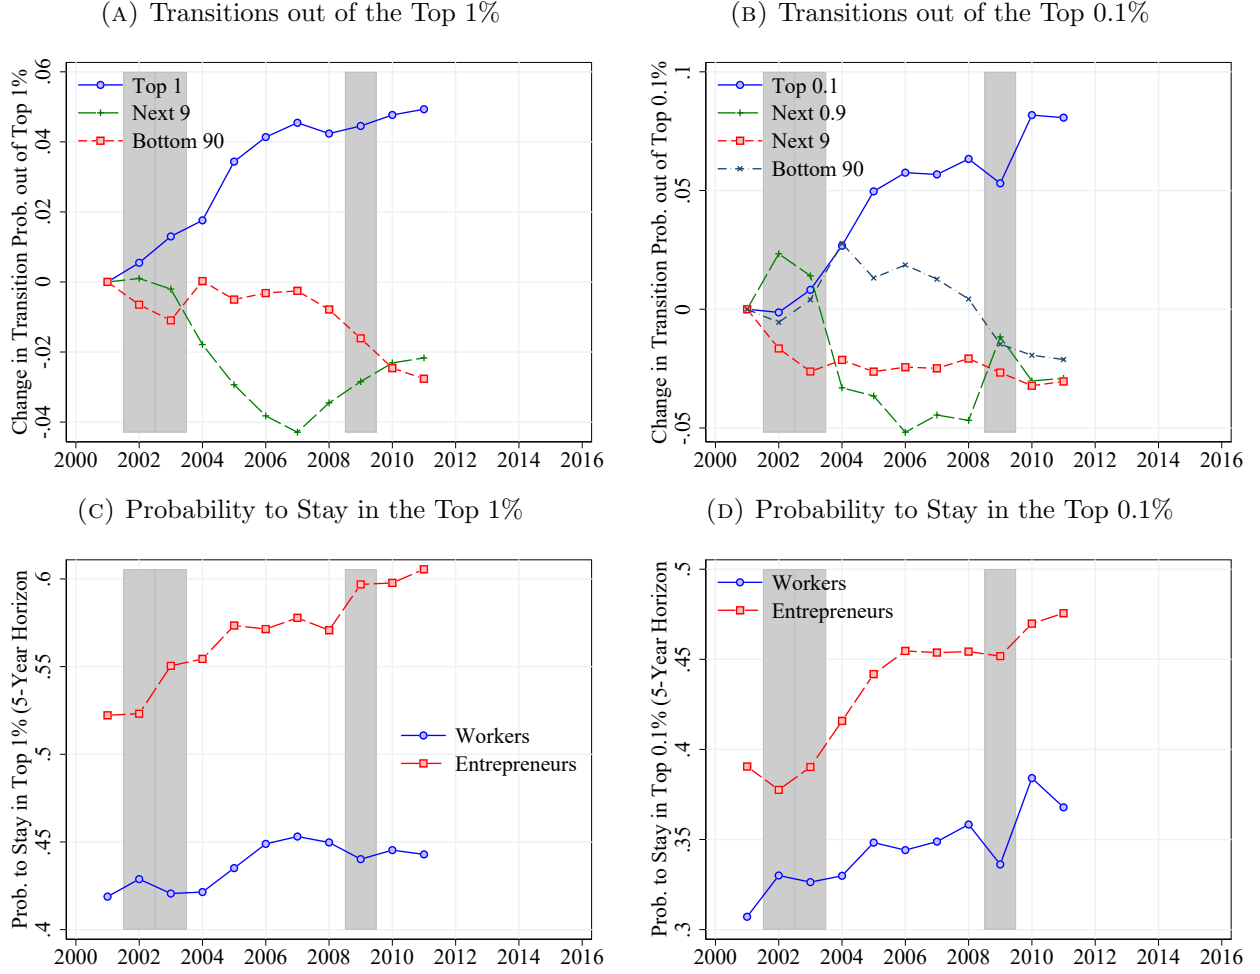 (A) Transitions out of the Top 1%
Change in Transition Prob. out of Top 1%
.06
.04
.02
0
-.02
-.04
Top 1
Next 9
Bottom 90
2000 2002 2004 2006 2008 2010 2012 2014 2016
(B) Transitions out of the Top 0.1%
Change in Transition Prob. out of Top 0.1%
.1
.05
0
-.05
Top 0.1
Next 0.9
Next 9
Bottom 90
2000 2002 2004 2006 2008 2010 2012 2014 2016
(C) Probability to Stay in the Top 1%
Prob. to Stay in Top 1% (5-Year Horizon
.6
.55
.5
.45
.4
Workers
Entrepreneurs
2000 2002 2004 2006 2008 2010 2012 2014 2016
(D) Probability to Stay in the Top 0.1%
Prob. to Stay in Top 0.1% (5-Year Horizon
.5
.45
.4
.35
.3
Workers
Entrepreneurs
2000 2002 2004 2006 2008 2010 2012 2014 2016